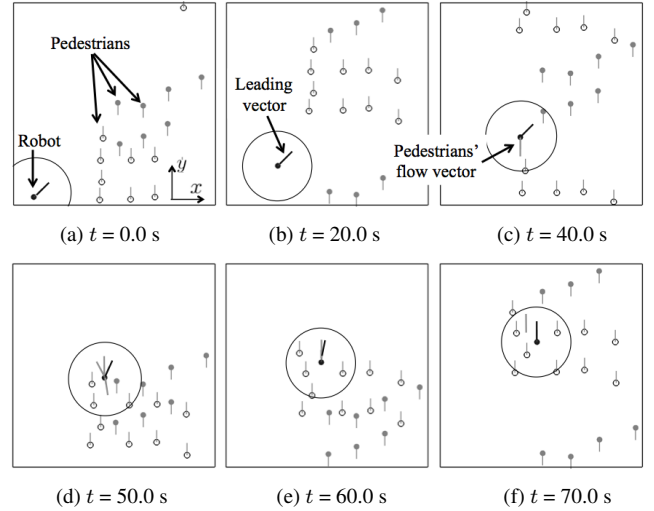 Pedestrians
Robot
y
x
(a) t = 0.0 s
Leading
vector
(b) t = 20.0 s
Pedestrians'
flow vector
(c) t = 40.0 s
(d) t = 50.0 s
(e) t = 60.0 s
(f) t = 70.0 s